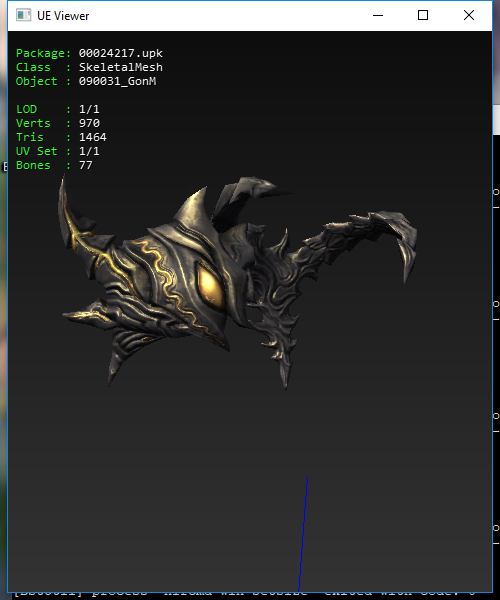 UE Viewer
Package: 00024217.upk
Class : SkeletalMesh
Object : 090031_GonM
LOD : 1/1
Verts : 970
Tris : 1464
UV Set : 1/1
Bones : 77